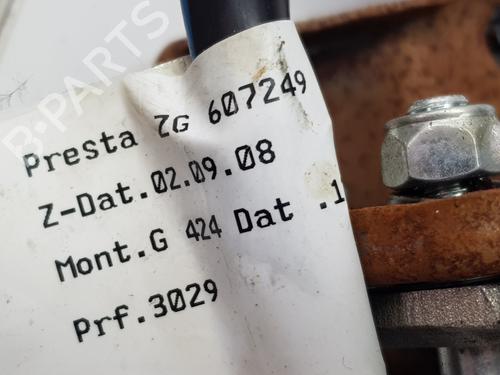 B-PARTS
Presta ZG 607249
Z-Dat.02.09.08
Mont.G 424 Dat .1
Prf.3029